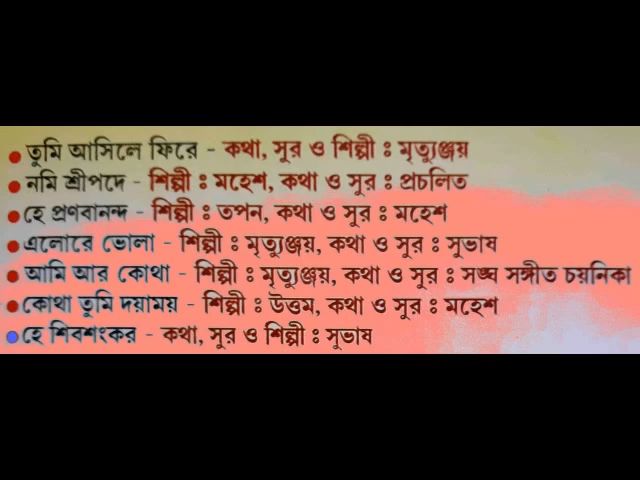 তুমি আসিলে ফিরে - কথা, সুর ও শিল্পী ঃ মৃত্যুঞ্জয়
নমি শ্রীপদে - শিল্পী ঃ মহেশ, কথা ও সুর ঃ প্রচলিত
হে প্রণবানন্দ - শিল্পী ঃ তপন, কথা ও সুর ঃ মহেশ
এলোরে ভোলা - শিল্পী ঃ মৃত্যুঞ্জয়, কথা ও সুর ঃ সুভাষ
আমি আর কোথা - শিল্পী ঃ মৃত্যুঞ্জয়, কথা ও সুর ঃ সঙ্ঘ সঙ্গীত চয়নিকা
কোথা তুমি দয়াময় - শিল্পী ঃ উত্তম, কথা ও সুর ঃ মহেশ
হে শিবশংকর - কথা, সুর ও শিল্পী ঃ সুভাষ